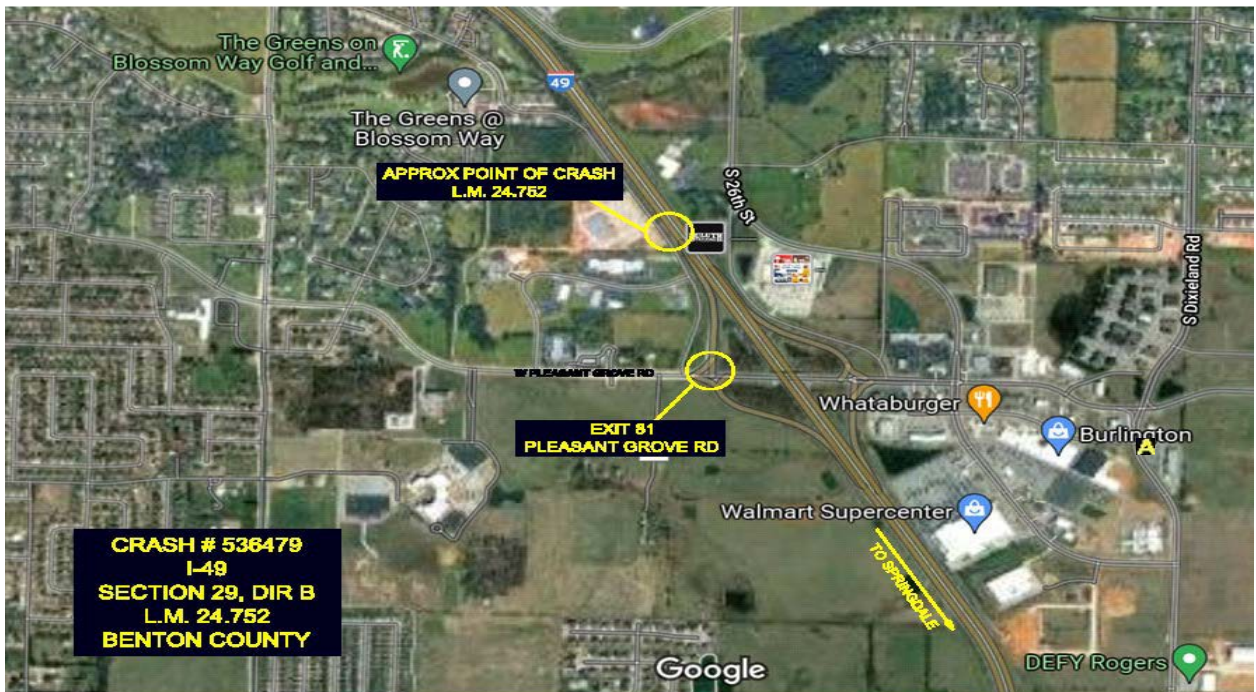 The Greens on
Blossom Way Golf and...
49
The Greens @
Blossom Way
APPROX POINT OF CRASH
L.M. 24.752
S 26th St
S Dixieland Rd
W PLEASANT GROVE RD
Whataburger
EXIT 81
PLEASANT GROVE RD
Burlington
A
Walmart Supercenter
CRASH # 536479
I-49
SECTION 29, DIR B
L.M. 24.752
BENTON COUNTY
TO SPRINGDALE
Google
DEFY Rogers